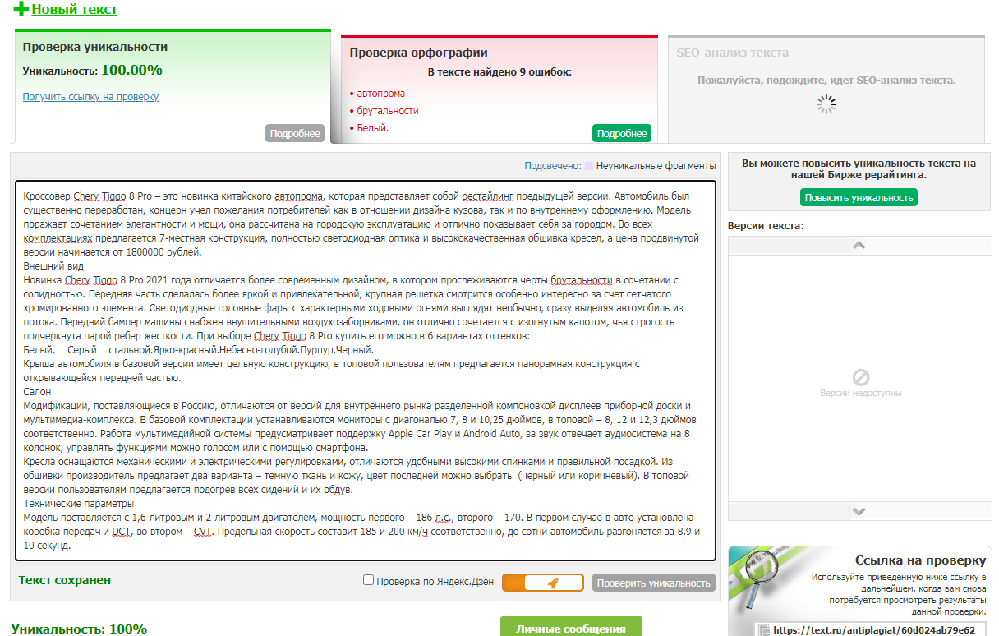 Новый текст
Проверка уникальности
Уникальность: 100.00%
Получить ссылку на проверку
Подробнее
Проверка орфографии
В тексте найдено 9 ошибок:
• автопрома
• брутальности
• Белый.
Подробнее
SEO-анализ текста
Пожалуйста, подождите, идет SEO-анализ текста.
Подсвечено: Неуникальные фрагменты
Кроссовер Chery Tiggo 8 Pro – это новинка китайского автопрома, которая представляет собой рестайлинг предыдущей версии. Автомобиль был
существенно переработан, концерн учел пожелания потребителей как в отношении дизайна кузова, так и по внутреннему оформлению. Модель
поражает сочетанием элегантности и мощи, она рассчитана на городскую эксплуатацию и отлично показывает себя за городом. Во всех
комплектациях предлагается 7-местная конструкция, полностью светодиодная оптика и высококачественная обшивка кресел, а цена продвинутой
версии начинается от 1800000 рублей.
Внешний вид
Новинка Chery Tiggo 8 Pro 2021 года отличается более современным дизайном, в котором прослеживаются черты брутальности в сочетании с
солидностью. Передняя часть сделалась более яркой и привлекательной, крупная решетка смотрится особенно интересно за счет сетчатого
хромированного элемента. Светодиодные головные фары с характерными ходовыми огнями выглядят необычно, сразу выделяя автомобиль из
потока. Передний бампер машины снабжен внушительными воздухозаборниками, он отлично сочетается с изогнутым капотом, чья строгость
подчеркнута парой ребер жесткости. При выборе Chery Tiggo 8 Pro купить его можно в 6 вариантах оттенков:
Белый. Серый стальной.Ярко-красный.Небесно-голубой.Пурпур.Черный.
Крыша автомобиля в базовой версии имеет цельную конструкцию, в топовой пользователям предлагается панорамная конструкция с
открывающейся передней частью.
Салон
Модификации, поставляющиеся в Россию, отличаются от версий для внутреннего рынка разделенной компоновкой дисплеев приборной доски и
мультимедиа-комплекса. В базовой комплектации устанавливаются мониторы с диагональю 7, 8 и 10,25 дюймов, в топовой – 8, 12 и 12,3 дюймов
соответственно. Работа мультимедийной системы предусматривает поддержку Apple Car Play и Android Auto, за звук отвечает аудиосистема на 8
колонок, управлять функциями можно голосом или с помощью смартфона.
Кресла оснащаются механическими и электрическими регулировками, отличаются удобными высокими спинками и правильной посадкой. Из
обшивки производитель предлагает два варианта – темную ткань и кожу, цвет последней можно выбрать (черный или коричневый). В топовой
версии пользователям предлагается подогрев всех сидений и их обдув.
Технические параметры
Модель поставляется с 1,6-литровым и 2-литровым двигателем, мощность первого – 186 л.с., второго – 170. В первом случае в авто установлена
коробка передач 7 DCT, во втором – CVT. Предельная скорость составит 185 и 200 км/ч соответственно, до сотни автомобиль разгоняется за 8,9 и
10 секунд.
Текст сохранен
Проверка по Яндекс.Дзен
Проверить уникальность
Уникальность: 100%
Личные сообщения
Вы можете повысить уникальность текста на
нашей Бирже рерайтинга.
Повысить уникальность
Версии текста:
Версии недоступны
Ссылка на проверку
Используйте приведенную ниже ссылку в
дальнейшем, когда вам снова
потребуется просмотреть результаты
данной проверки.
https://text.ru/antiplagiat/60d024ab79e62